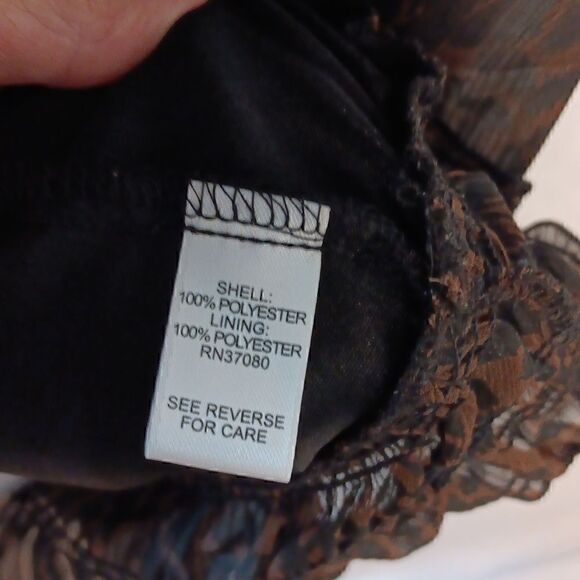 SHELL:
100% POLYESTER
LINING:
100% POLYESTER
RN37080
SEE REVERSE
FOR CARE